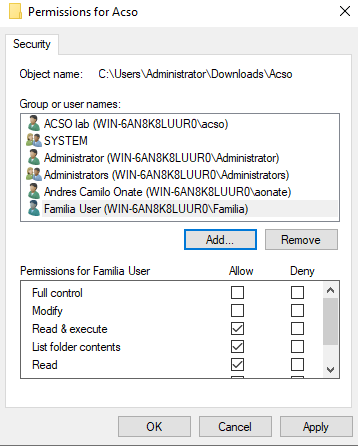 Permissions for Acso
Security
Object name: C:\Users\Administrator\Downloads\Acso
Group or user names:
ACSO lab (WIN-6AN8K8LUUR0\acso)
SYSTEM
Administrator (WIN-6AN8K8LUUR0\Administrator)
Administrators (WIN-6AN8K8LUUR0\Administrators)
Andres Camilo Onate (WIN-6AN8K8LUUR0\aonate)
Familia User (WIN-6AN8K8LUUR0\Familia)
Add... Remove
Permissions for Familia User Allow Deny
Full control
Modify
Read & execute
List folder contents
Read
OK Cancel Apply